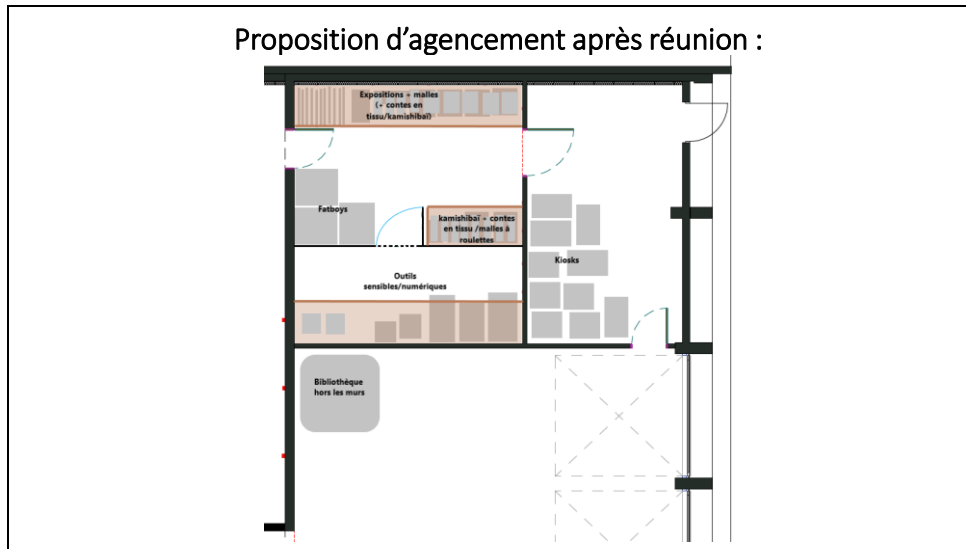 Proposition d’agencement après réunion :
Expositions + malles
(+ contes en
tissu/kamishibaï)
Fatboys
kamishibaï + contes
en tissu /malles à
roulettes
Kiosks
Outils
sensibles/numériques
Bibliothèque
hors les murs